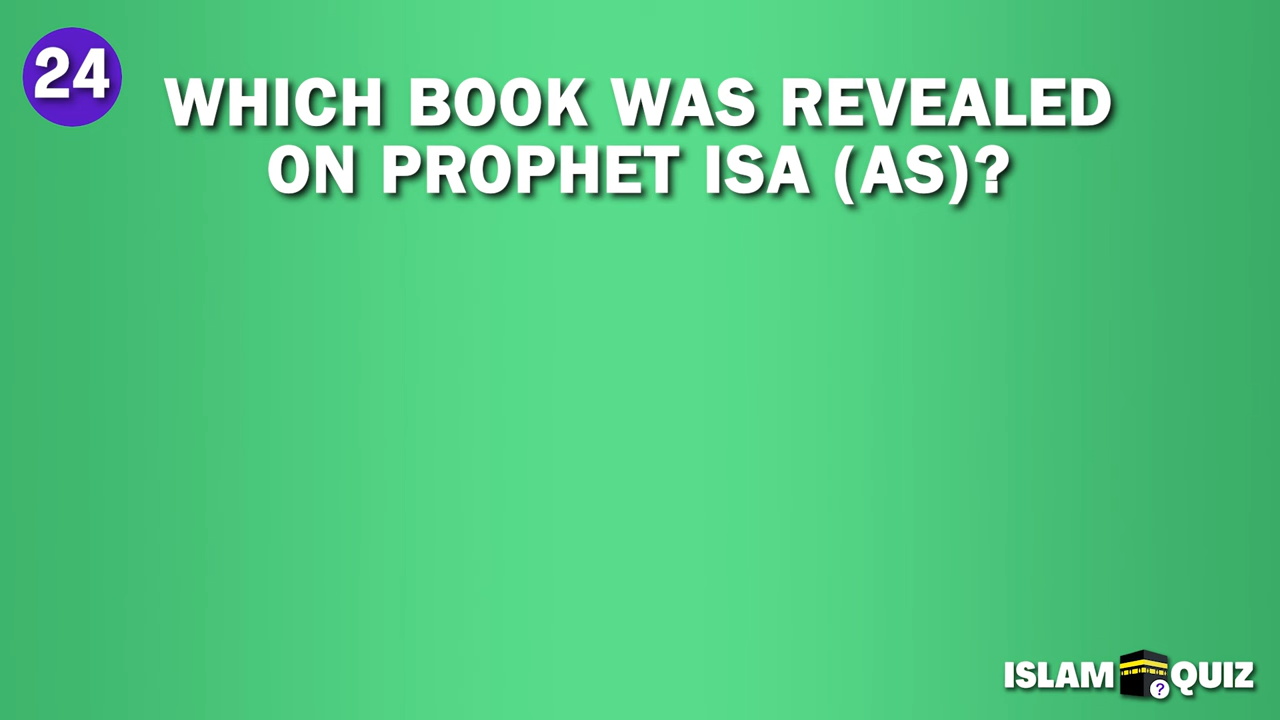 24
WHICH BOOK WAS REVEALED
ON PROPHET ISA (AS)?
ISLAM ? QUIZ